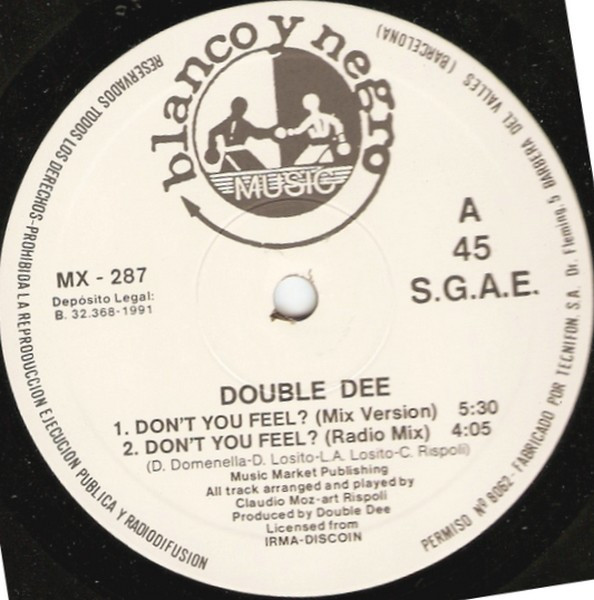 blanco y negro
MUSIC
RESERVADOS TODOS LOS DERECHOS-PROHIBIDA LA REPRODUCCION EJECUCION PUBLICA Y RADIODIFUSION
PERMISO Nº 8062-FABRICADO POR TECNIFON, S.A. Dr. Fleming, 5 BARBERA DEL VALLES (BARCELONA)
A
45
S.G.A.E.
MX - 287
Depósito Legal:
B. 32.368-1991
DOUBLE DEE
1. DON'T YOU FEEL? (Mix Version) 5:30
2. DON'T YOU FEEL? (Radio Mix) 4:05
(D. Domenella-D. Losito-L.A. Losito-C. Rispoli)
Music Market Publishing
All track arranged and played by
Claudio Moz-art Rispoli
Produced by Double Dee
Licensed from
IRMA-DISCOIN